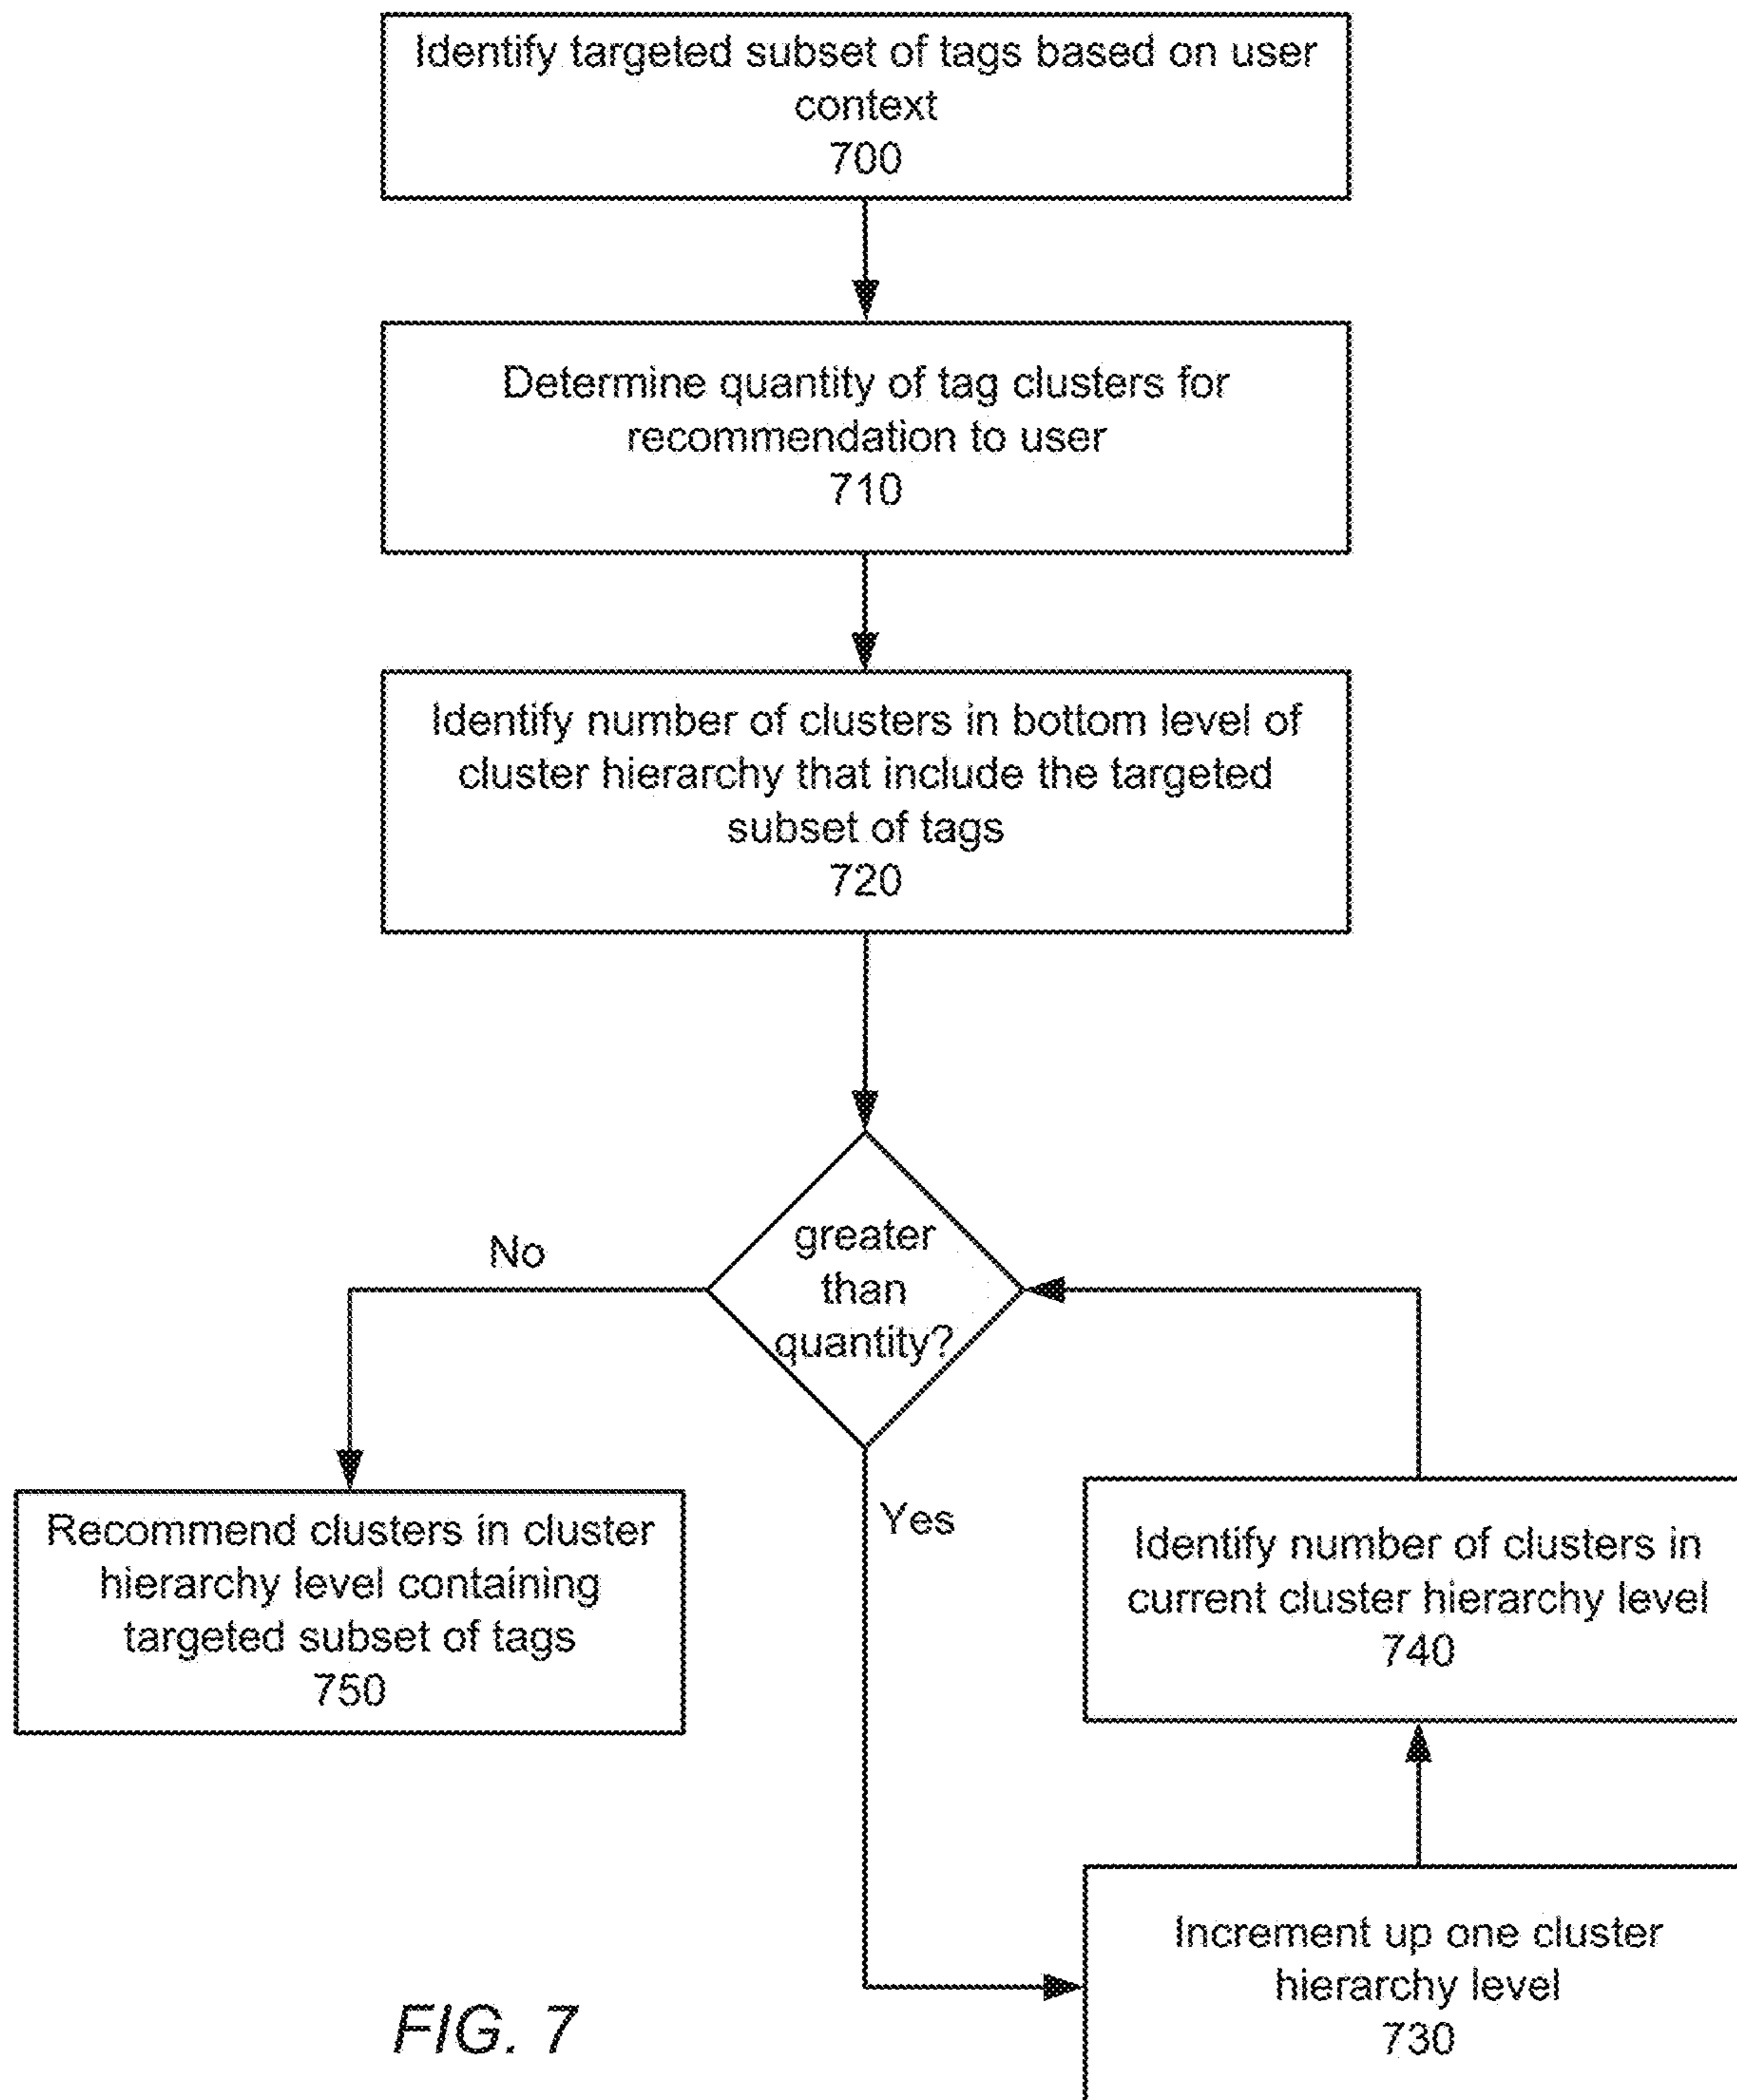 Identify targeted subset of tags based on user
context
700
Determine quantity of tag clusters for
recommendation to user
710
Identify number of clusters in bottom level of
cluster hierarchy that include the targeted
subset of tags
720
greater
than
quantity?
No
Yes
Recommend clusters in cluster
hierarchy level containing
targeted subset of tags
750
Identify number of clusters in
current cluster hierarchy level
740
Increment up one cluster
hierarchy level
730
FIG. 7